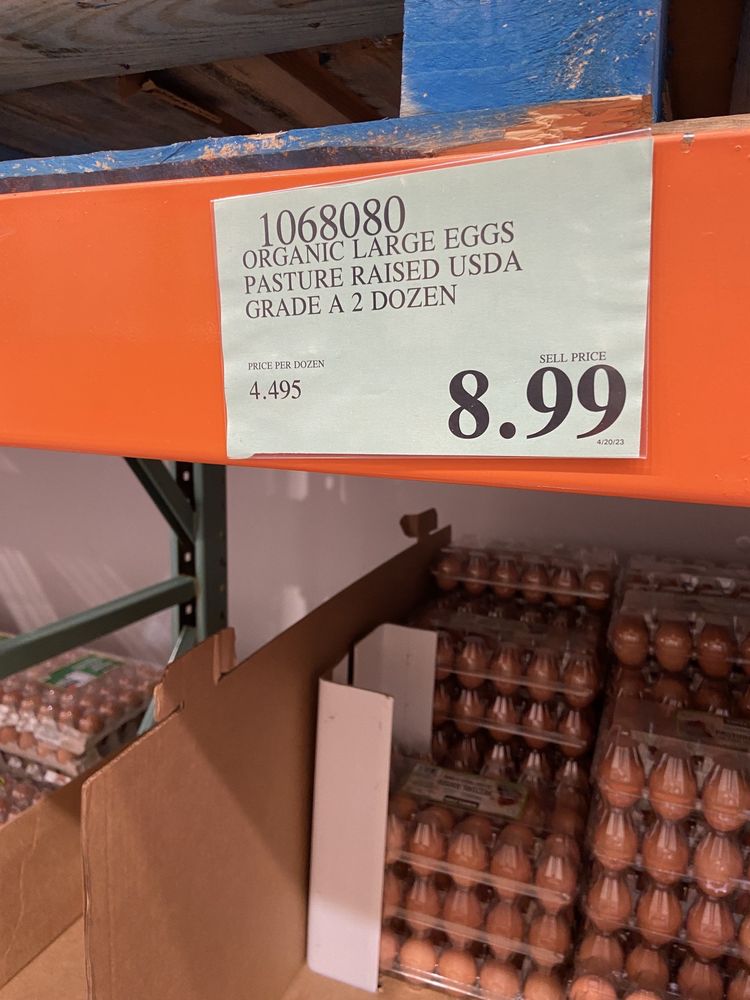 1068080
ORGANIC LARGE EGGS
PASTURE RAISED USDA
GRADE A 2 DOZEN
PRICE PER DOZEN
4.495
SELL PRICE
8.99
4/20/23